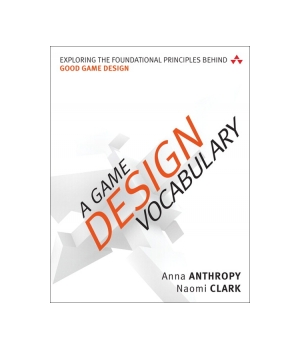 EXPLORING THE FOUNDATIONAL PRINCIPLES BEHIND
GOOD GAME DESIGN
A GAME
DESIGN
VOCABULARY
Anna ANTHROPY
Naomi CLARK